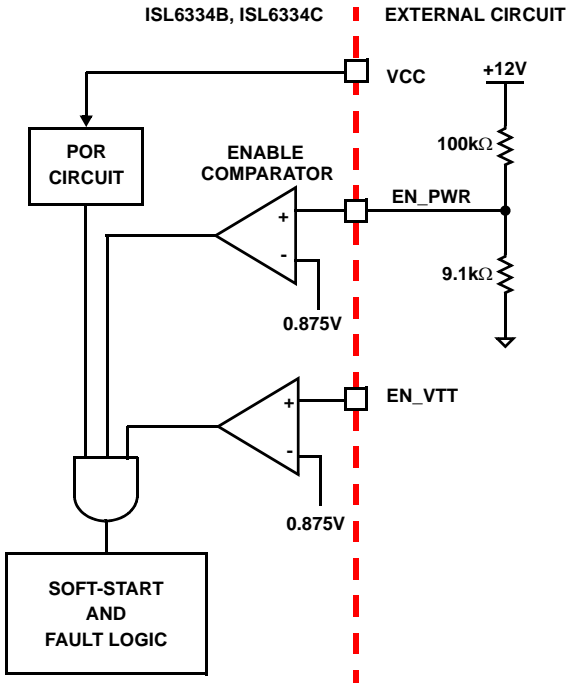 ISL6334B, ISL6334C
EXTERNAL CIRCUIT
VCC
+12V
POR
CIRCUIT
ENABLE
COMPARATOR
100kΩ
EN_PWR
+
-
9.1kΩ
0.875V
EN_VTT
+
-
0.875V
SOFT-START
AND
FAULT LOGIC